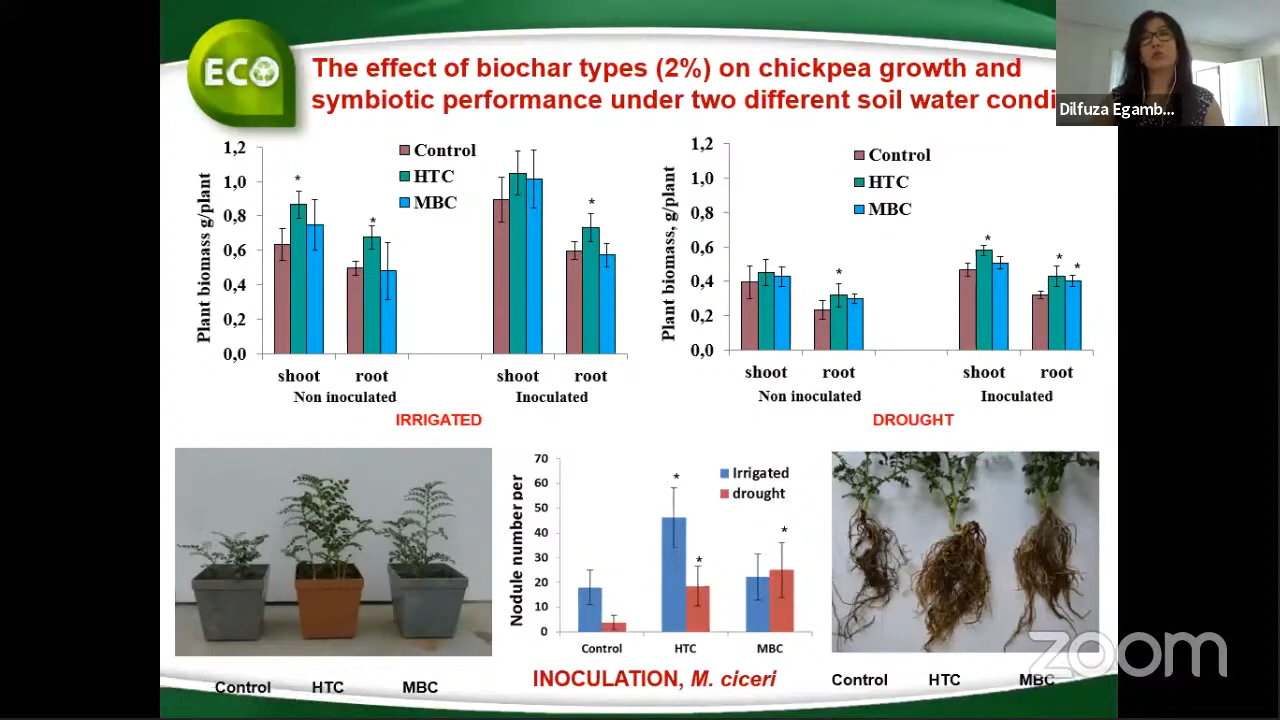 ECO
The effect of biochar types (2%) on chickpea growth and
symbiotic performance under two different soil water condi
Dilfuza Egamb...
Plant biomass g/plant
1,2
1,0
0,8
0,6
0,4
0,2
0,0
Control
HTC
MBC
*
*
*
shoot
root
shoot
root
Non inoculated
Inoculated
IRRIGATED
Plant biomass, g/plant
1,2
1,0
0,8
0,6
0,4
0,2
0,0
Control
HTC
MBC
*
*
*
*
shoot
root
shoot
root
Non inoculated
Inoculated
DROUGHT
Control
HTC
MBC
Nodule number per
70
60
50
40
30
20
10
0
Irrigated
drought
*
*
*
Control
HTC
MBC
INOCULATION, M. ciceri
Control
HTC
MBC
zoom